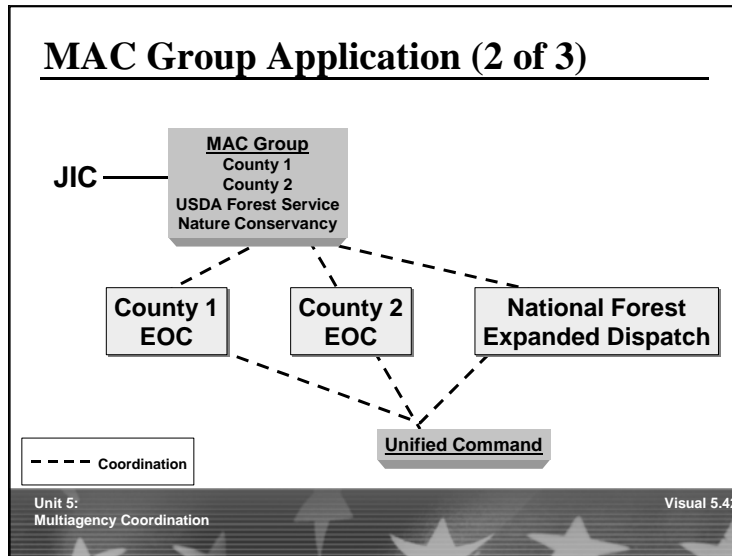 MAC Group Application (2 of 3)
JIC
MAC Group
County 1
County 2
USDA Forest Service
Nature Conservancy
County 1
EOC
County 2
EOC
National Forest
Expanded Dispatch
Unified Command
Coordination
Unit 5:
Multiagency Coordination
Visual